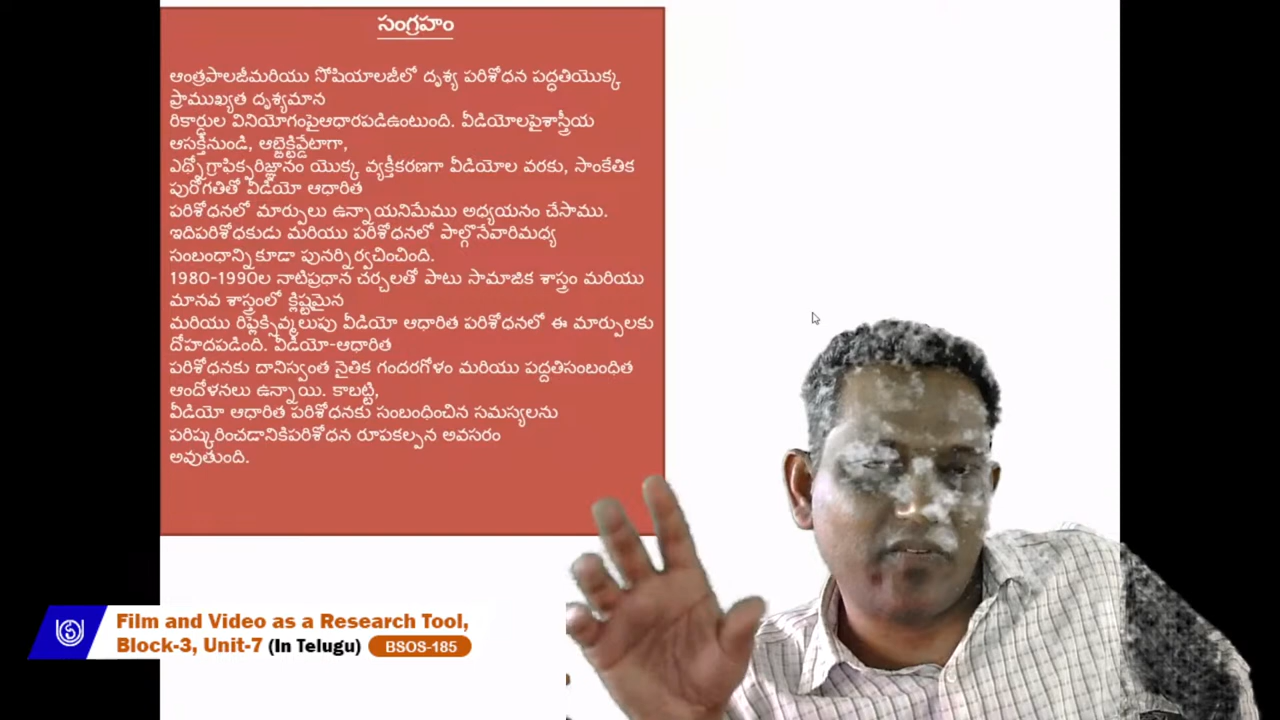 సంగ్రహం
ఆంత్రపాలజీమరియు సోషియాలజీలో దృశ్య పరిశోధన పద్ధతియొక్క
ప్రాముఖ్యత దృశ్యమాన
రికార్డుల వినియోగంపైఆధారపడిఉంటుంది. వీడియోలపైశాస్త్రీయ
ఆసక్తినుండి, ఆబ్జెక్టివ్డేటాగా,
ఎథ్నోగ్రాఫిక్పరిజ్ఞానం యొక్క వ్యక్తీకరణగా వీడియోల వరకు, సాంకేతిక
పురోగతితో వీడియో ఆధారిత
పరిశోధనలో మార్పులు ఉన్నాయనిమేము అధ్యయనం చేసాము.
ఇదిపరిశోధకుడు మరియు పరిశోధనలో పాల్గొనేవారిమధ్య
సంబంధాన్నికూడా పునర్నిర్వచించింది.
1980-1990ల నాటిప్రధాన చర్చలతో పాటు సామాజిక శాస్త్రం మరియు
మానవ శాస్త్రంలో క్లిష్టమైన
మరియు రిఫ్లెక్సివ్మలుపు వీడియో ఆధారిత పరిశోధనలో ఈ మార్పులకు
దోహదపడింది. వీడియో-ఆధారిత
పరిశోధనకు దానిస్వంత నైతిక గందరగోళం మరియు పద్దతిసంబంధిత
ఆందోళనలు ఉన్నాయి. కాబట్టి,
వీడియో ఆధారిత పరిశోధనకు సంబంధించిన సమస్యలను
పరిష్కరించడానికిపరిశోధన రూపకల్పన అవసరం
అవుతుంది.
Film and Video as a Research Tool,
Block-3, Unit-7 (In Telugu) BSOS-185